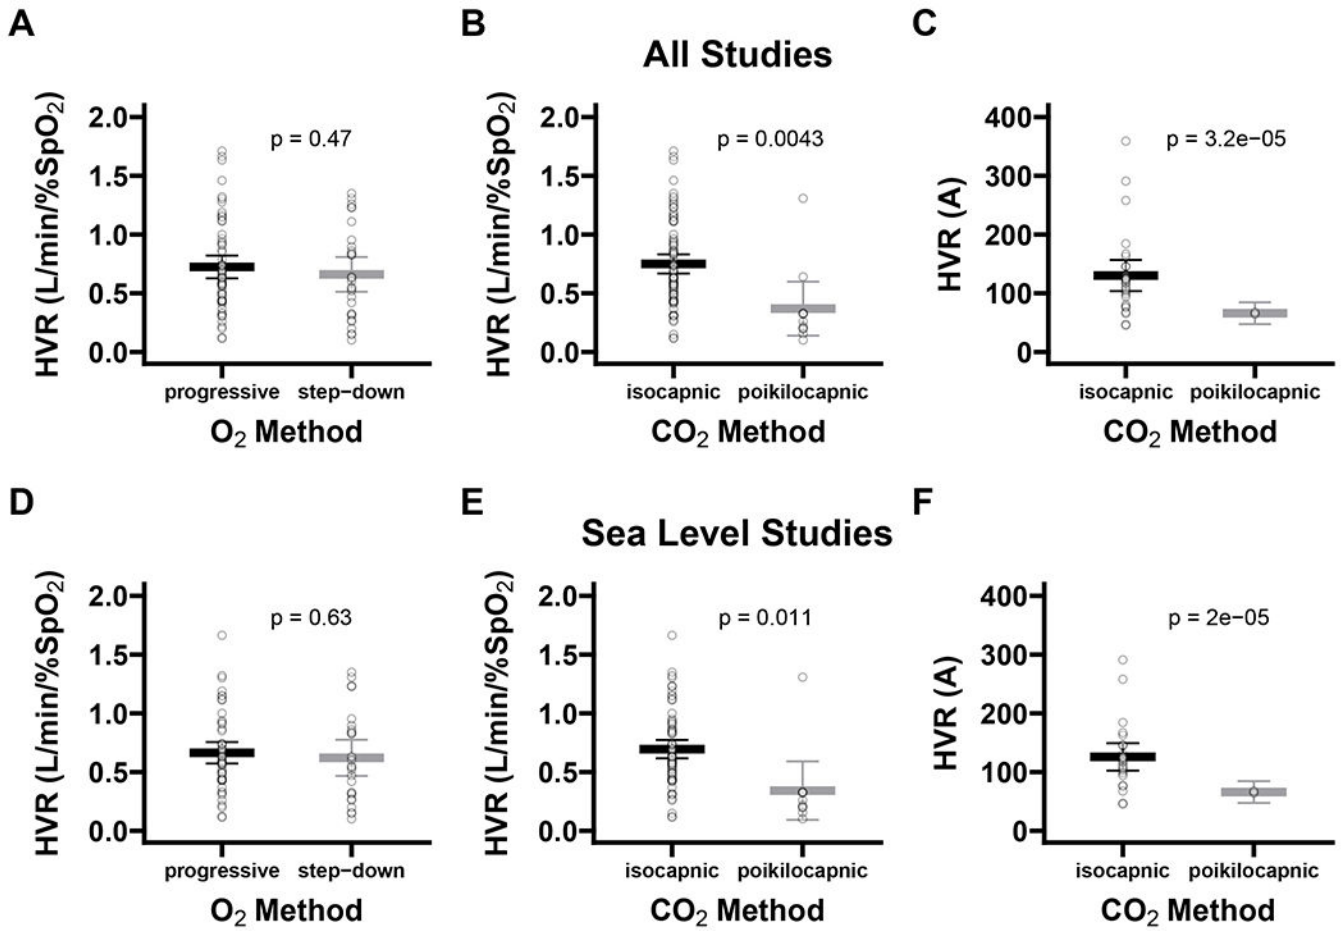 A
B
C
All Studies
HVR (L/min/%SpO2)
2.0
1.5
1.0
0.5
0.0
p = 0.47
progressive
step−down
O2 Method
HVR (L/min/%SpO2)
2.0
1.5
1.0
0.5
0.0
p = 0.0043
isocapnic
poikilocapnic
CO2 Method
HVR (A)
400
300
200
100
0
p = 3.2e−05
isocapnic
poikilocapnic
CO2 Method
D
E
F
Sea Level Studies
HVR (L/min/%SpO2)
2.0
1.5
1.0
0.5
0.0
p = 0.63
progressive
step−down
O2 Method
HVR (L/min/%SpO2)
2.0
1.5
1.0
0.5
0.0
p = 0.011
isocapnic
poikilocapnic
CO2 Method
HVR (A)
400
300
200
100
0
p = 2e−05
isocapnic
poikilocapnic
CO2 Method